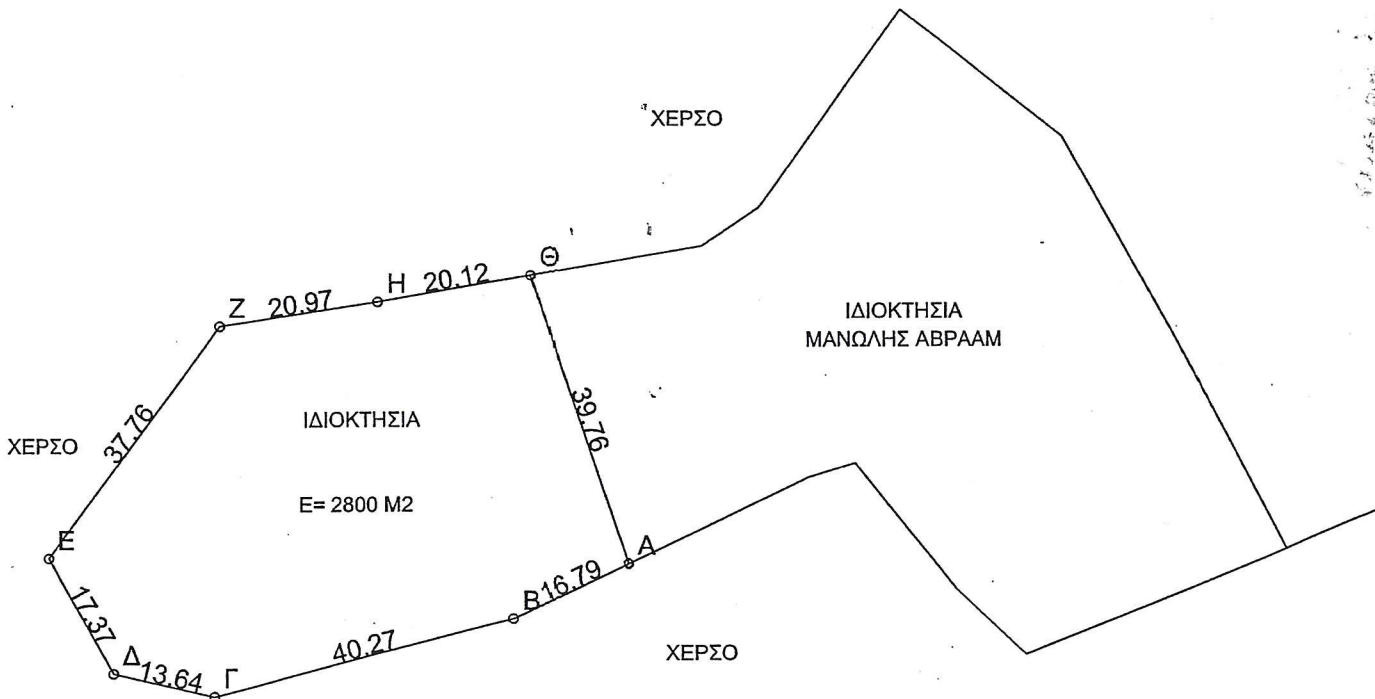 ΧΕΡΣΟ
Θ
Η
20.12
Ζ
20.97
ΙΔΙΟΚΤΗΣΙΑ
ΜΑΝΩΛΗΣ ΑΒΡΑΑΜ
39.76
37.76
ΙΔΙΟΚΤΗΣΙΑ
ΧΕΡΣΟ
Ε= 2800 Μ2
Ε
Α
16.79
Β
17.37
40.27
ΧΕΡΣΟ
Δ
13.64
Γ